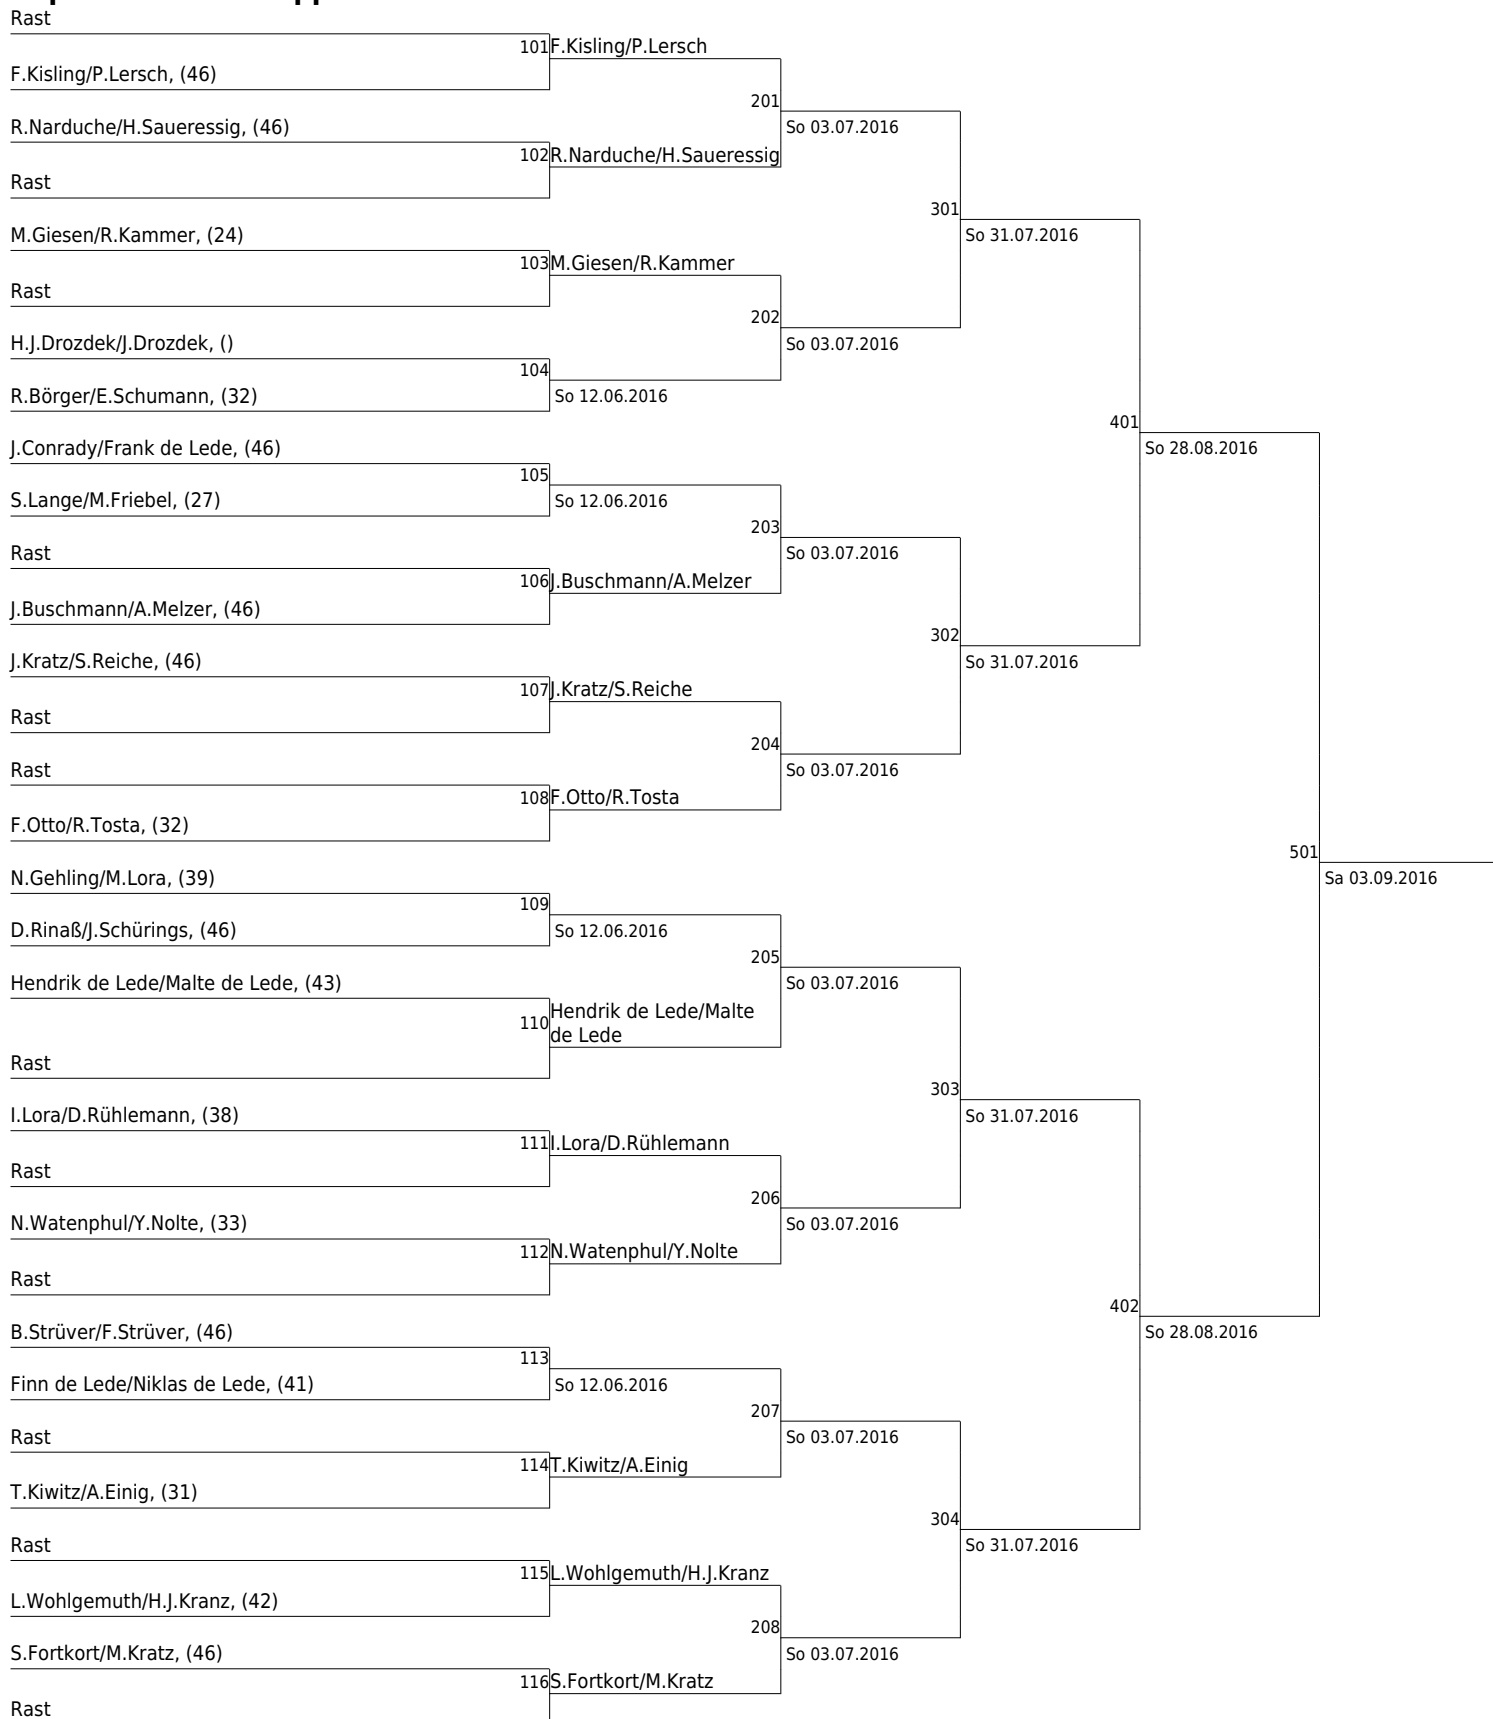 Rast
101
F.Kisling/P.Lersch
F.Kisling/P.Lersch, (46)
201
So 03.07.2016
R.Narduche/H.Saueressig, (46)
102
R.Narduche/H.Saueressig
Rast
301
So 31.07.2016
M.Giesen/R.Kammer, (24)
103
M.Giesen/R.Kammer
Rast
202
So 03.07.2016
H.J.Drozdek/J.Drozdek, ()
104
So 12.06.2016
R.Börger/E.Schumann, (32)
401
So 28.08.2016
J.Conrady/Frank de Lede, (46)
105
So 12.06.2016
S.Lange/M.Friebel, (27)
203
So 03.07.2016
Rast
106
J.Buschmann/A.Melzer
J.Buschmann/A.Melzer, (46)
302
So 31.07.2016
J.Kratz/S.Reiche, (46)
107
J.Kratz/S.Reiche
Rast
204
So 03.07.2016
Rast
108
F.Otto/R.Tosta
F.Otto/R.Tosta, (32)
501
Sa 03.09.2016
N.Gehling/M.Lora, (39)
109
So 12.06.2016
D.Rinaß/J.Schürings, (46)
205
So 03.07.2016
Hendrik de Lede/Malte de Lede, (43)
110
Hendrik de Lede/Malte
de Lede
Rast
303
So 31.07.2016
I.Lora/D.Rühlemann, (38)
111
I.Lora/D.Rühlemann
Rast
206
So 03.07.2016
N.Watenphul/Y.Nolte, (33)
112
N.Watenphul/Y.Nolte
Rast
402
So 28.08.2016
B.Strüver/F.Strüver, (46)
113
So 12.06.2016
Finn de Lede/Niklas de Lede, (41)
207
So 03.07.2016
Rast
114
T.Kiwitz/A.Einig
T.Kiwitz/A.Einig, (31)
304
So 31.07.2016
Rast
115
L.Wohlgemuth/H.J.Kranz
L.Wohlgemuth/H.J.Kranz, (42)
208
So 03.07.2016
S.Fortkort/M.Kratz, (46)
116
S.Fortkort/M.Kratz
Rast